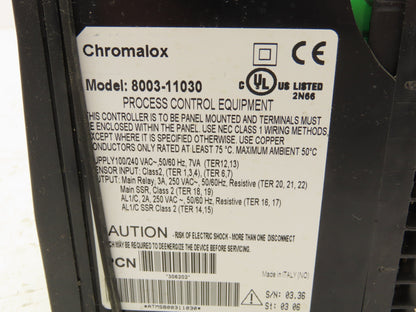 Chromalox
CE
Model: 8003-11030
C UL US LISTED
2N66
PROCESS CONTROL EQUIPMENT
THIS CONTROLLER IS TO BE PANEL MOUNTED AND TERMINALS MUST
BE ENCLOSED WITHIN THE PANEL. USE NEC CLASS 1 WIRING METHODS,
EXCEPT WHERE IT IS OTHERWISE SPECIFIED. USE COPPER
CONDUCTORS ONLY RATED AT LEAST 75 °C. MAXIMUM AMBIENT 50°C
SUPPLY100/240 VAC~,50/60 Hz, 7VA (TER12,13)
SENSOR INPUT: Class2, (TER 1,3,4), (TER 6,7)
OUTPUT: Main Relay, 3A, 250 VAC~, 50/60Hz, Resistive (TER 20, 21, 22)
Main SSR, Class 2 (TER 18, 19)
AL1/C, 2A, 250 VAC~, 50/60Hz, Resistive (TER 16, 17)
AL1/C SSR Class 2 (TER 14,15)
CAUTION - RISK OF ELECTRIC SHOCK - MORE THAN ONE DISCONNECT
SWITCH MAY BE REQUIRED TO DEENERGIZE THE DEVICE BEFORE SERVICING.
PCN
Made in ITALY (NO)
S/N: 03.36
St: 03.06
*ATMS800311030*